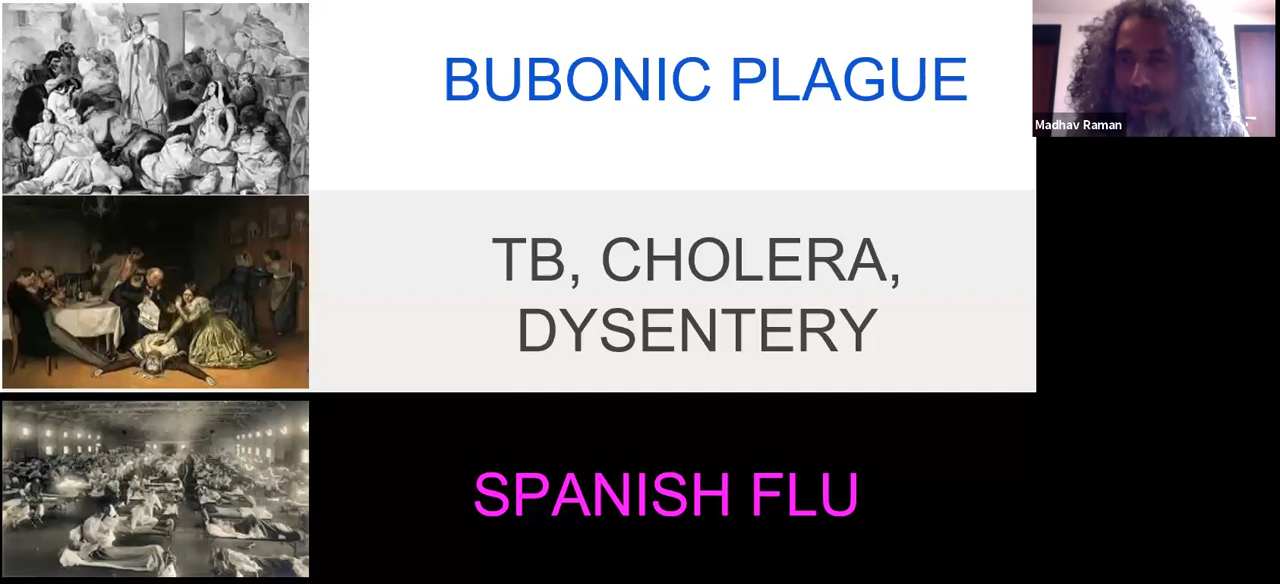 BUBONIC PLAGUE
Madhav Raman
TB, CHOLERA,
DYSENTERY
SPANISH FLU